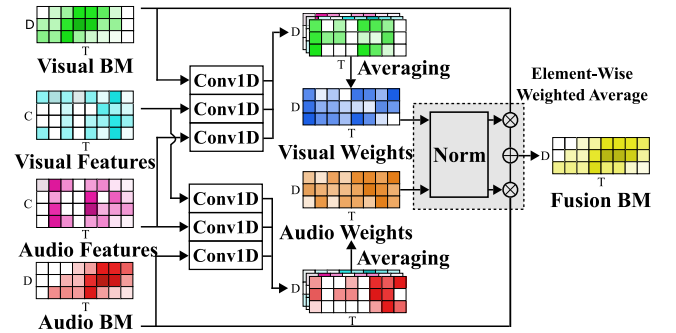 D
T
Visual BM
C
T
Visual Features
C
T
Audio Features
D
T
Audio BM
Conv1D
Conv1D
Conv1D
Conv1D
Conv1D
Conv1D
D
T
Averaging
D
T
Visual Weights
D
T
Audio Weights
Averaging
D
T
Norm
Element-Wise
Weighted Average
D
T
Fusion BM